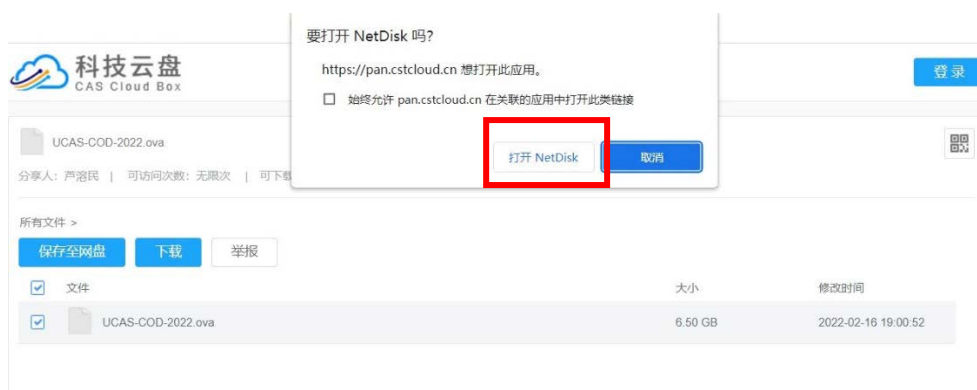 要打开 NetDisk 吗?
https://pan.cstcloud.cn 想打开此应用。
始终允许 pan.cstcloud.cn 在关联的应用中打开此类链接
打开 NetDisk
取消
科技云盘
CAS Cloud Box
登录
UCAS-COD-2022.ova
分享人: 芦溶民 | 可访问次数: 无限次 | 可下载
所有文件 >
保存至网盘 下载 举报
文件 大小 修改时间
UCAS-COD-2022.ova 6.50 GB 2022-02-16 19:00:52